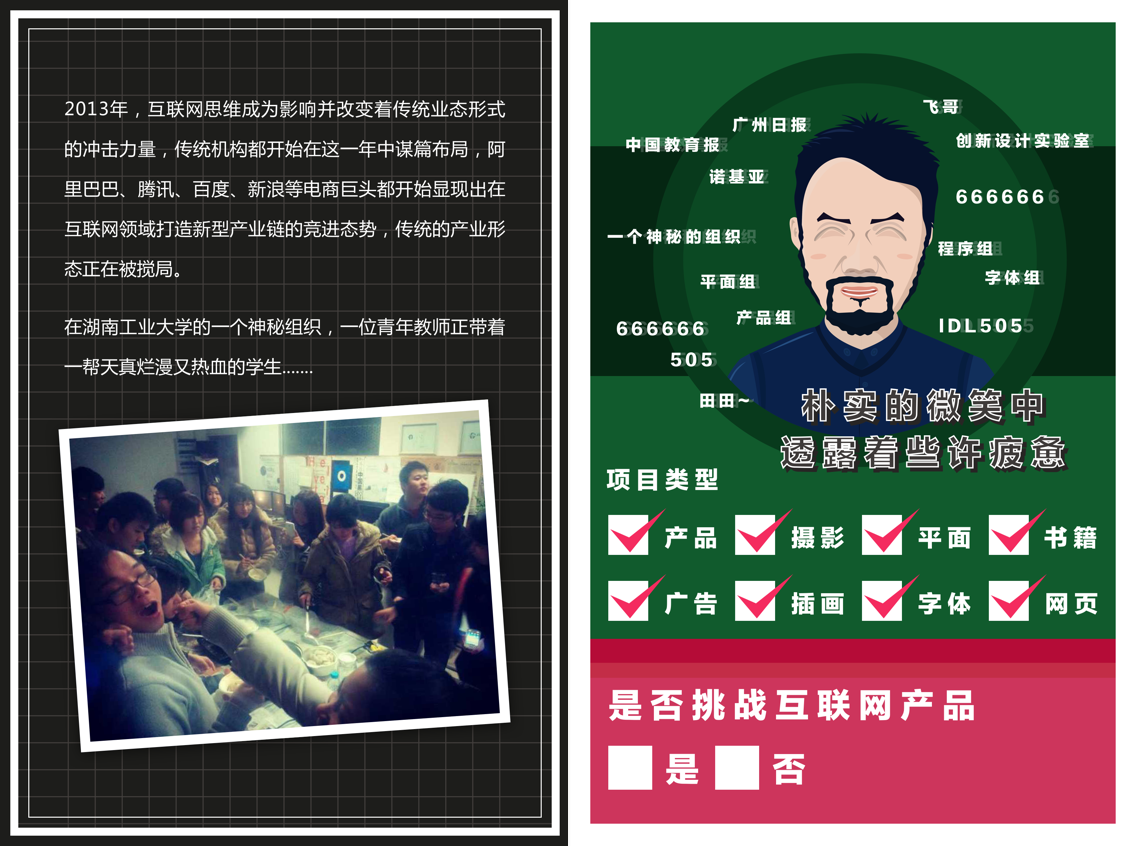 2013年，互联网思维成为影响并改变着传统业态形式
的冲击力量，传统机构都开始在这一年中谋篇布局，阿
里巴巴、腾讯、百度、新浪等电商巨头都开始显现出在
互联网领域打造新型产业链的竞进态势，传统的产业形
态正在被搅局。
在湖南工业大学的一个神秘组织，一位青年教师正带着
一帮天真烂漫又热血的学生.......
飞哥
广州日报
创新设计实验室
中国教育报
诺基亚
6666666
一个神秘的组织
程序组
平面组
字体组
产品组
666666
IDL505
505
田田~
朴实的微笑中
透露着些许疲惫
项目类型
产品 摄影 平面 书籍
广告 插画 字体 网页
是否挑战互联网产品
是 否